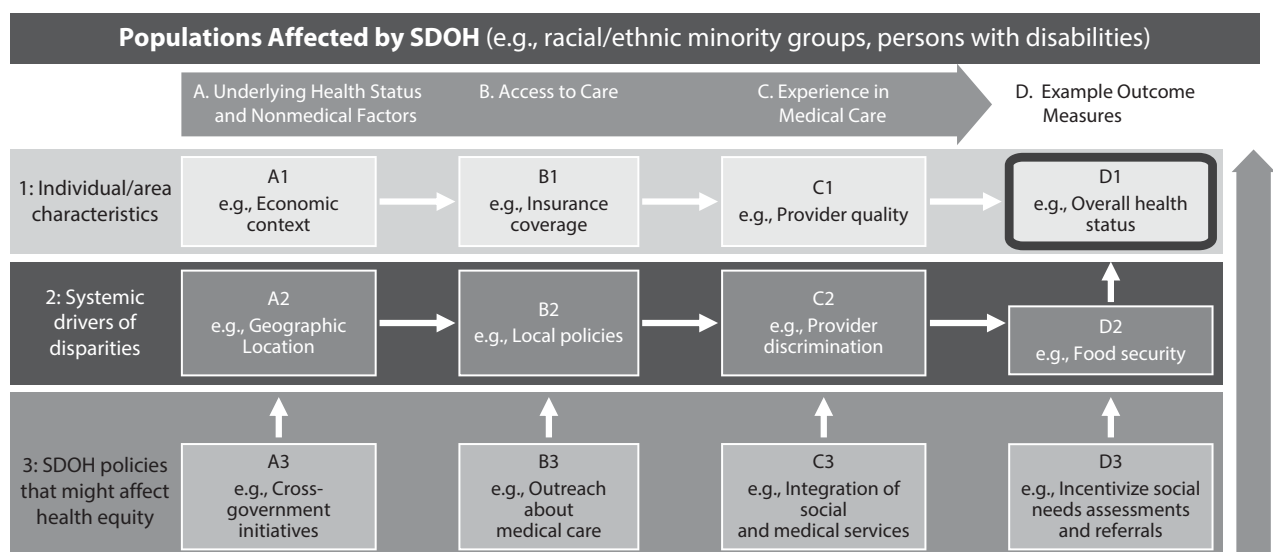 Populations Affected by SDOH (e.g., racial/ethnic minority groups, persons with disabilities)
A. Underlying Health Status
and Nonmedical Factors
B. Access to Care
C. Experience in
Medical Care
D. Example Outcome
Measures
1: Individual/area
characteristics
A1
e.g., Economic
context
B1
e.g., Insurance
coverage
C1
e.g., Provider quality
D1
e.g., Overall health
status
2: Systemic
drivers of
disparities
A2
e.g., Geographic
Location
B2
e.g., Local policies
C2
e.g., Provider
discrimination
D2
e.g., Food security
3: SDOH policies
that might affect
health equity
A3
e.g., Cross-
government
initiatives
B3
e.g., Outreach
about
medical care
C3
e.g., Integration of
social
and medical services
D3
e.g., Incentivize social
needs assessments
and referrals